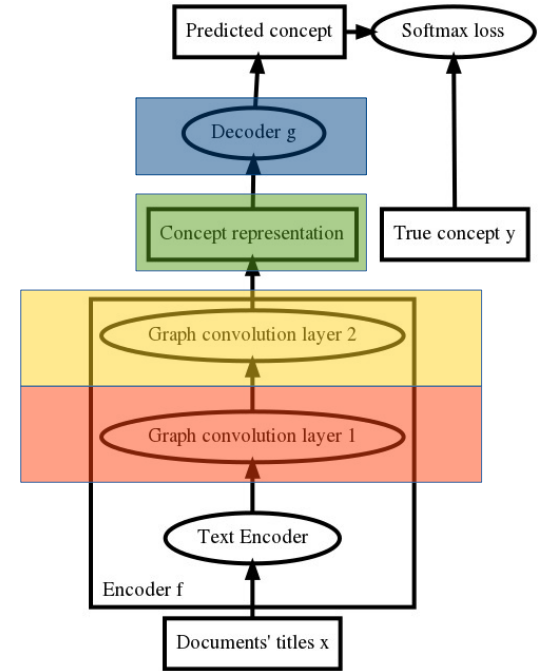 Predicted concept
Softmax loss
Decoder g
Concept representation
True concept y
Graph convolution layer 2
Graph convolution layer 1
Text Encoder
Encoder f
Documents' titles x